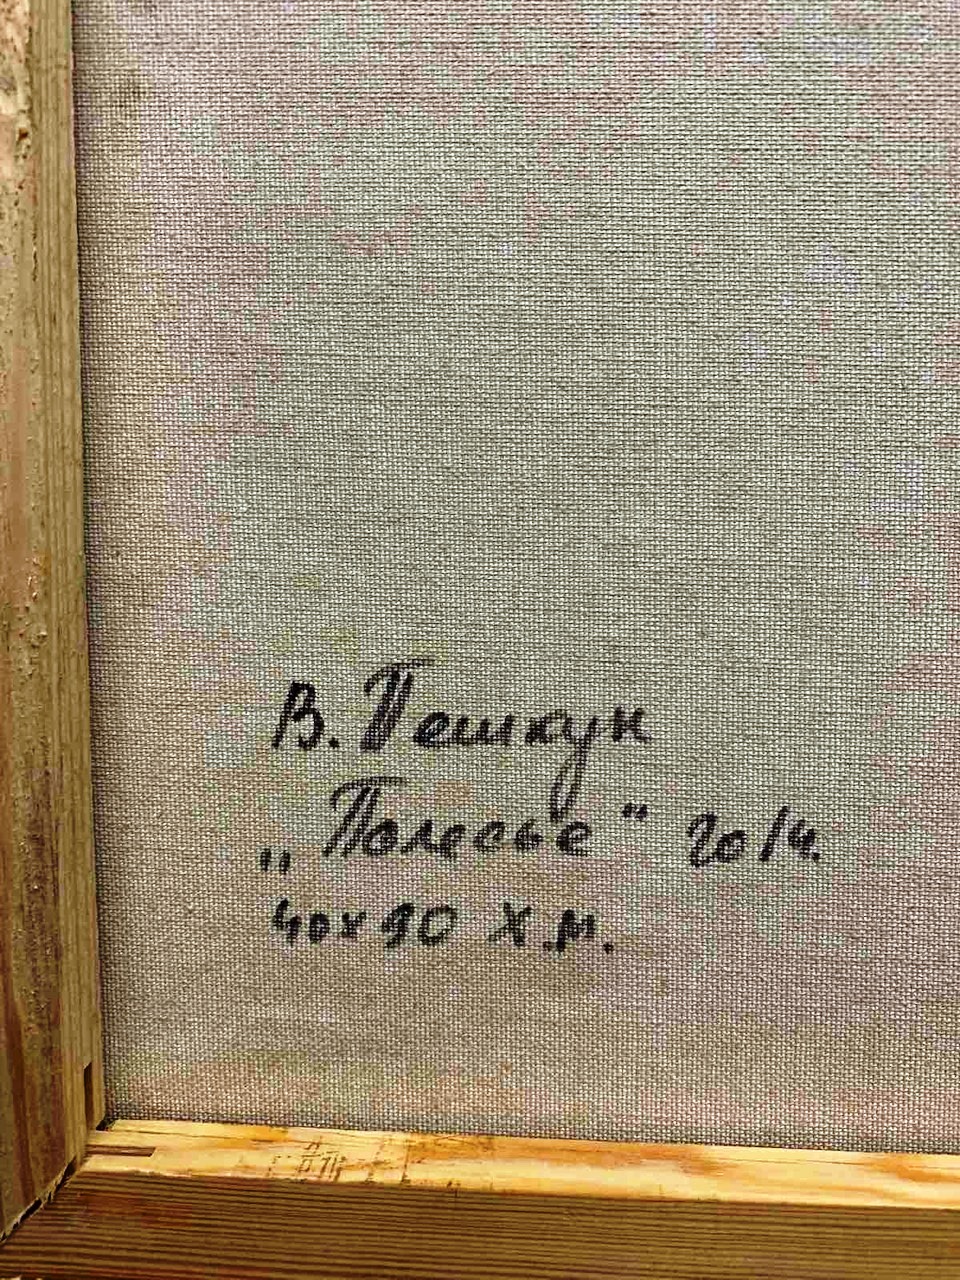 В. Пешкун
„Полесье" 2014.
40х90 х.м.